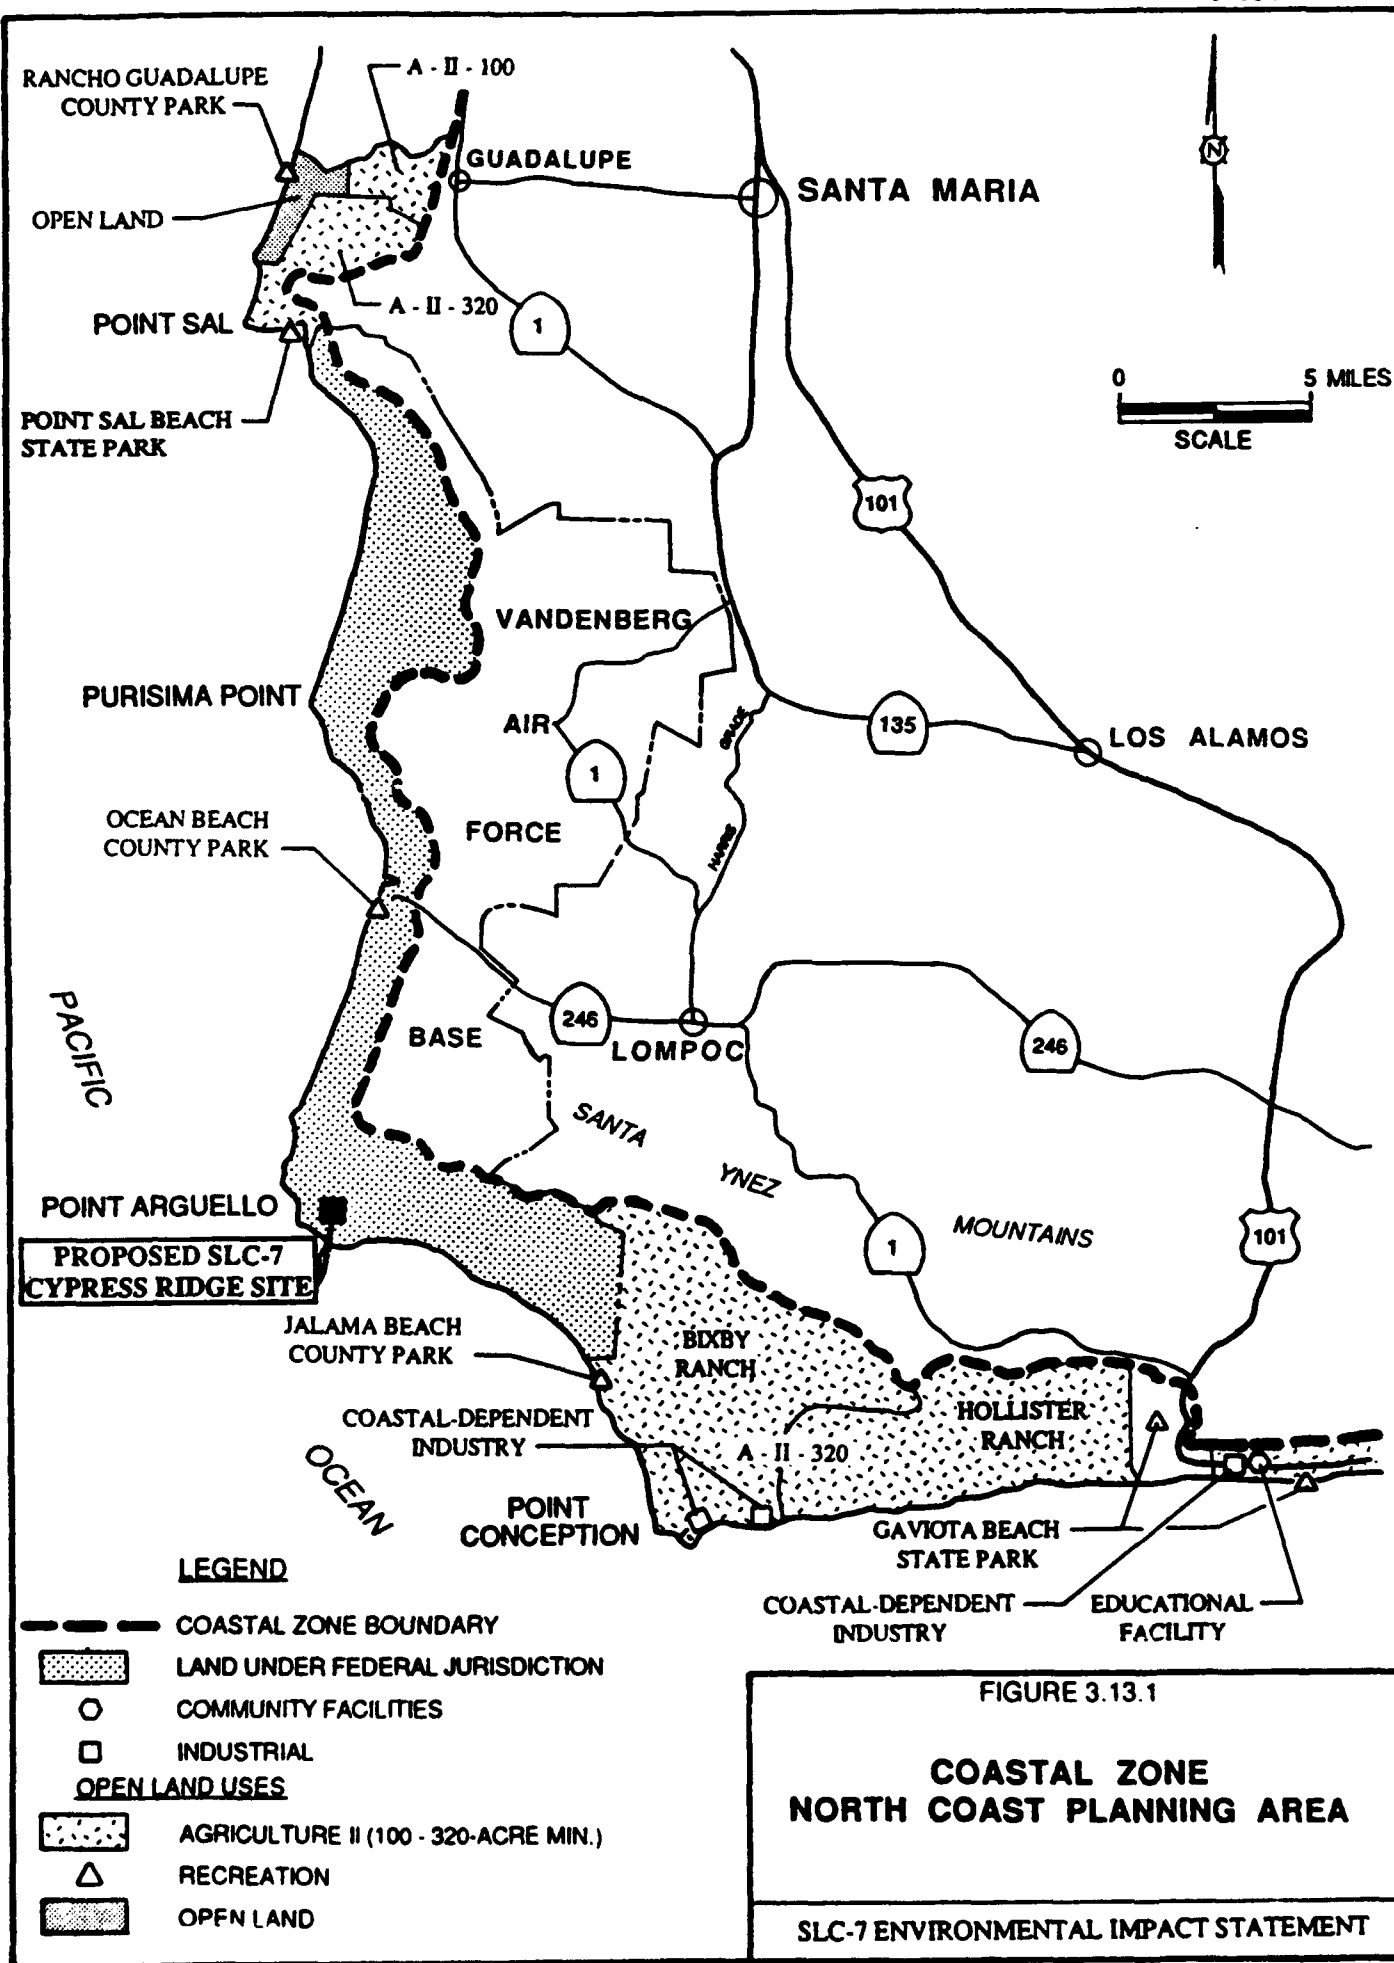 RANCHO GUADALUPE
COUNTY PARK
A - II - 100
GUADALUPE
SANTA MARIA
N
OPEN LAND
A - II - 320
POINT SAL
1
0 5 MILES
SCALE
POINT SAL BEACH
STATE PARK
101
VANDENBERG
PURISIMA POINT
AIR
GRADE
135
LOS ALAMOS
1
OCEAN BEACH
COUNTY PARK
FORCE
HARRIS
PACIFIC
BASE
246
LOMPOC
246
SANTA
YNEZ
MOUNTAINS
POINT ARGUELLO
1
101
PROPOSED SLC-7
CYPRESS RIDGE SITE
JALAMA BEACH
COUNTY PARK
BIXBY
RANCH
COASTAL-DEPENDENT
INDUSTRY
HOLLISTER
RANCH
A - II - 320
OCEAN
POINT
CONCEPTION
GAVIOTA BEACH
STATE PARK
COASTAL-DEPENDENT
INDUSTRY
EDUCATIONAL
FACILITY
LEGEND
COASTAL ZONE BOUNDARY
LAND UNDER FEDERAL JURISDICTION
COMMUNITY FACILITIES
INDUSTRIAL
OPEN LAND USES
AGRICULTURE II (100 - 320-ACRE MIN.)
RECREATION
OPEN LAND
FIGURE 3.13.1
COASTAL ZONE
NORTH COAST PLANNING AREA
SLC-7 ENVIRONMENTAL IMPACT STATEMENT